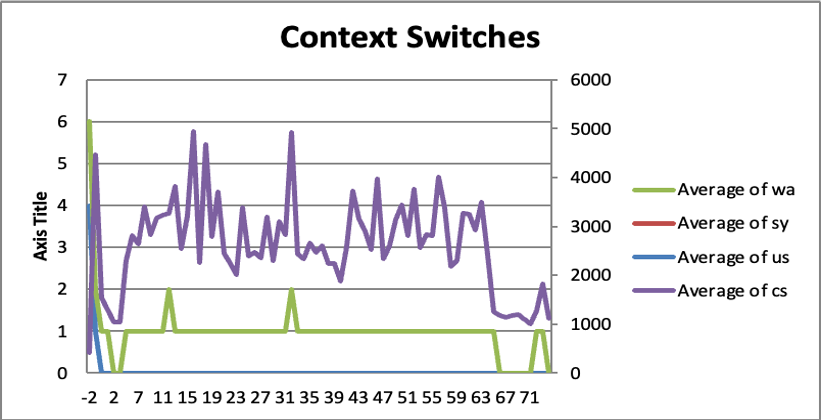 Context Switches
7
6
5
4
3
2
1
0
Axis Title
6000
5000
4000
3000
2000
1000
0
-2 2 7 11 15 19 23 27 31 35 39 43 47 51 55 59 63 67 71
Average of wa
Average of sy
Average of us
Average of cs